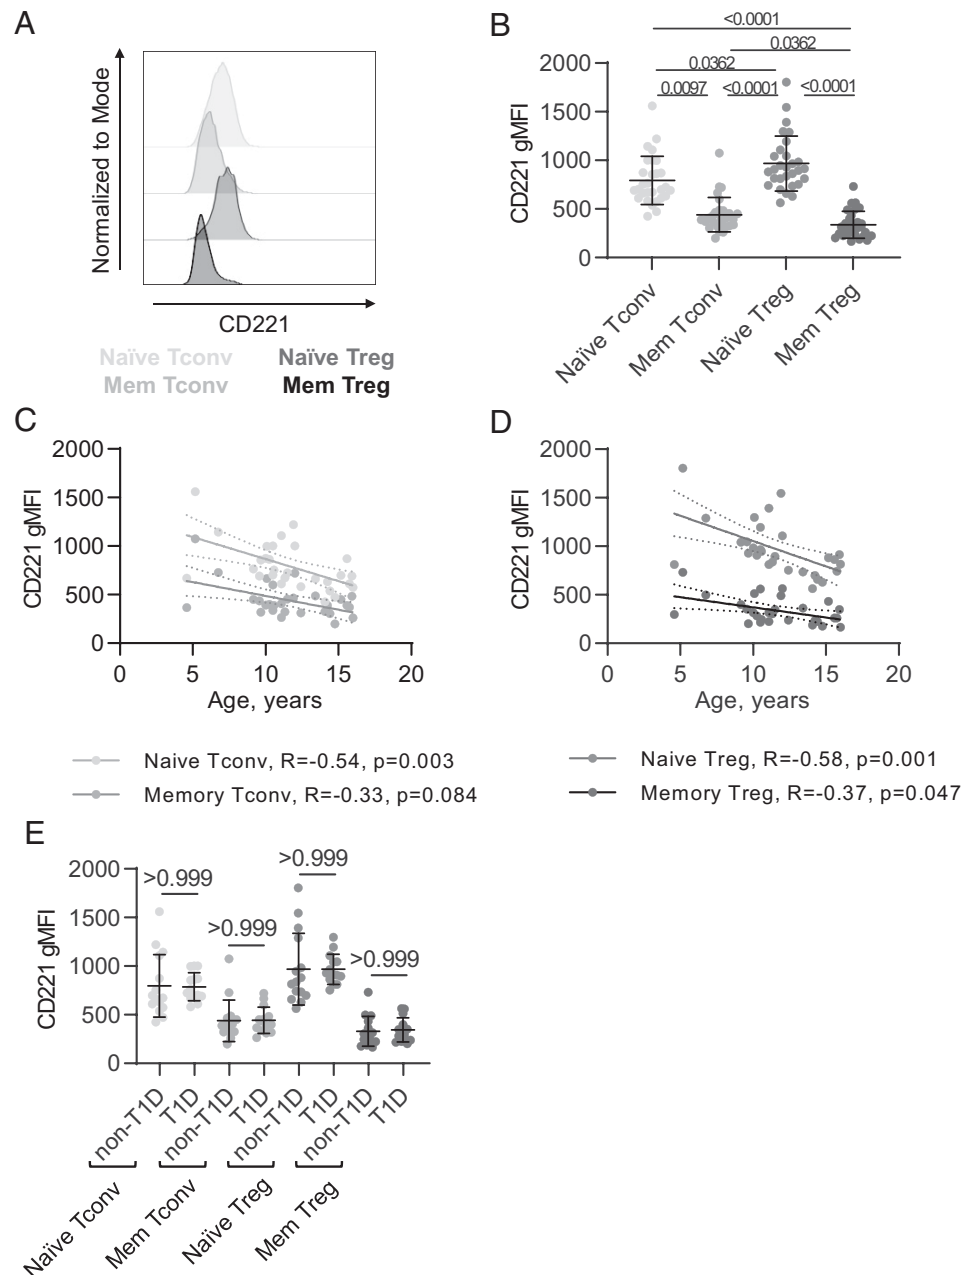 A
Normalized to Mode
CD221
Naïve Tconv
Naïve Treg
Mem Tconv
Mem Treg
B
<0.0001
0.0362
0.0362
0.0097
<0.0001
<0.0001
CD221 gMFI
2000
1500
1000
500
0
Naïve Tconv
Mem Tconv
Naïve Treg
Mem Treg
C
CD221 gMFI
2000
1500
1000
500
0
0
5
10
15
20
Age, years
Naive Tconv, R=-0.54, p=0.003
Memory Tconv, R=-0.33, p=0.084
D
CD221 gMFI
2000
1500
1000
500
0
0
5
10
15
20
Age, years
Naive Treg, R=-0.58, p=0.001
Memory Treg, R=-0.37, p=0.047
E
CD221 gMFI
2000
1500
1000
500
0
>0.999
>0.999
>0.999
>0.999
non-T1D
T1D
non-T1D
T1D
non-T1D
T1D
non-T1D
T1D
Naïve Tconv
Mem Tconv
Naïve Treg
Mem Treg